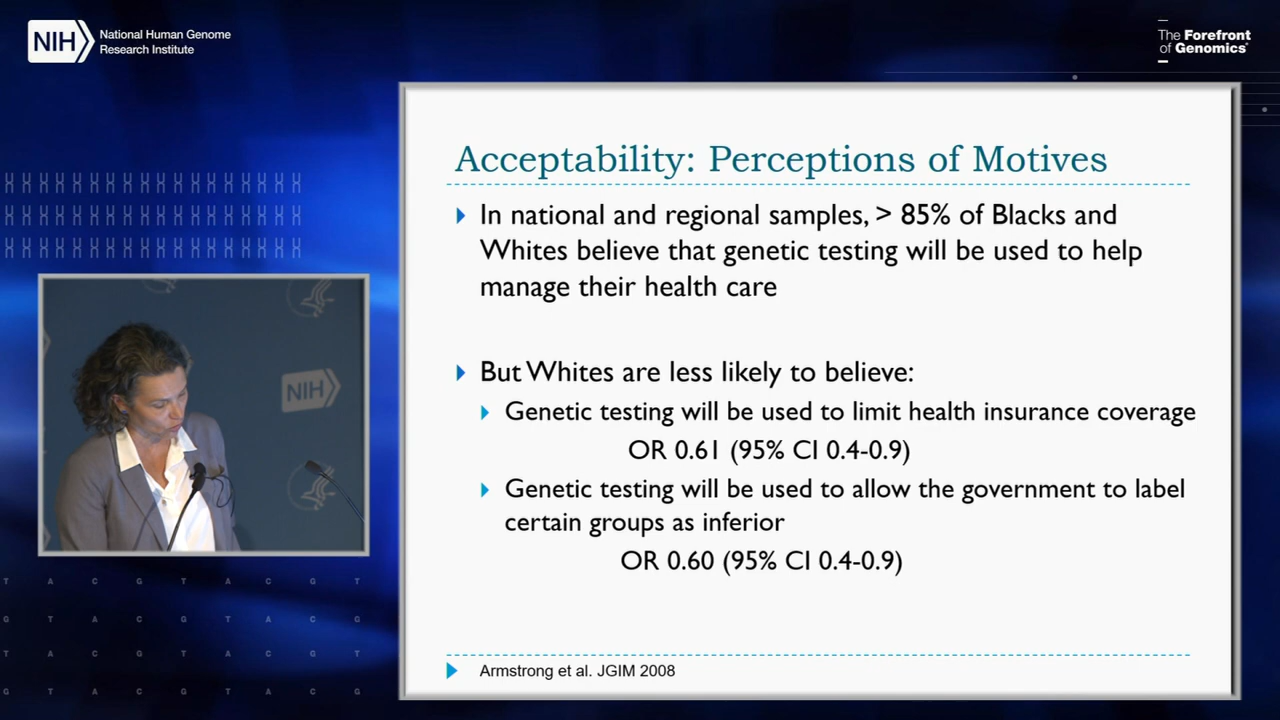 NIH
National Human Genome
Research Institute
The Forefront
of Genomics®
Acceptability: Perceptions of Motives
In national and regional samples, > 85% of Blacks and
Whites believe that genetic testing will be used to help
manage their health care
But Whites are less likely to believe:
Genetic testing will be used to limit health insurance coverage
OR 0.61 (95% CI 0.4-0.9)
Genetic testing will be used to allow the government to label
certain groups as inferior
OR 0.60 (95% CI 0.4-0.9)
Armstrong et al. JGIM 2008
NIH
T A C G T A C G T
G T A C G T A C G
T A C G T A C G T
G T A C G T A C G